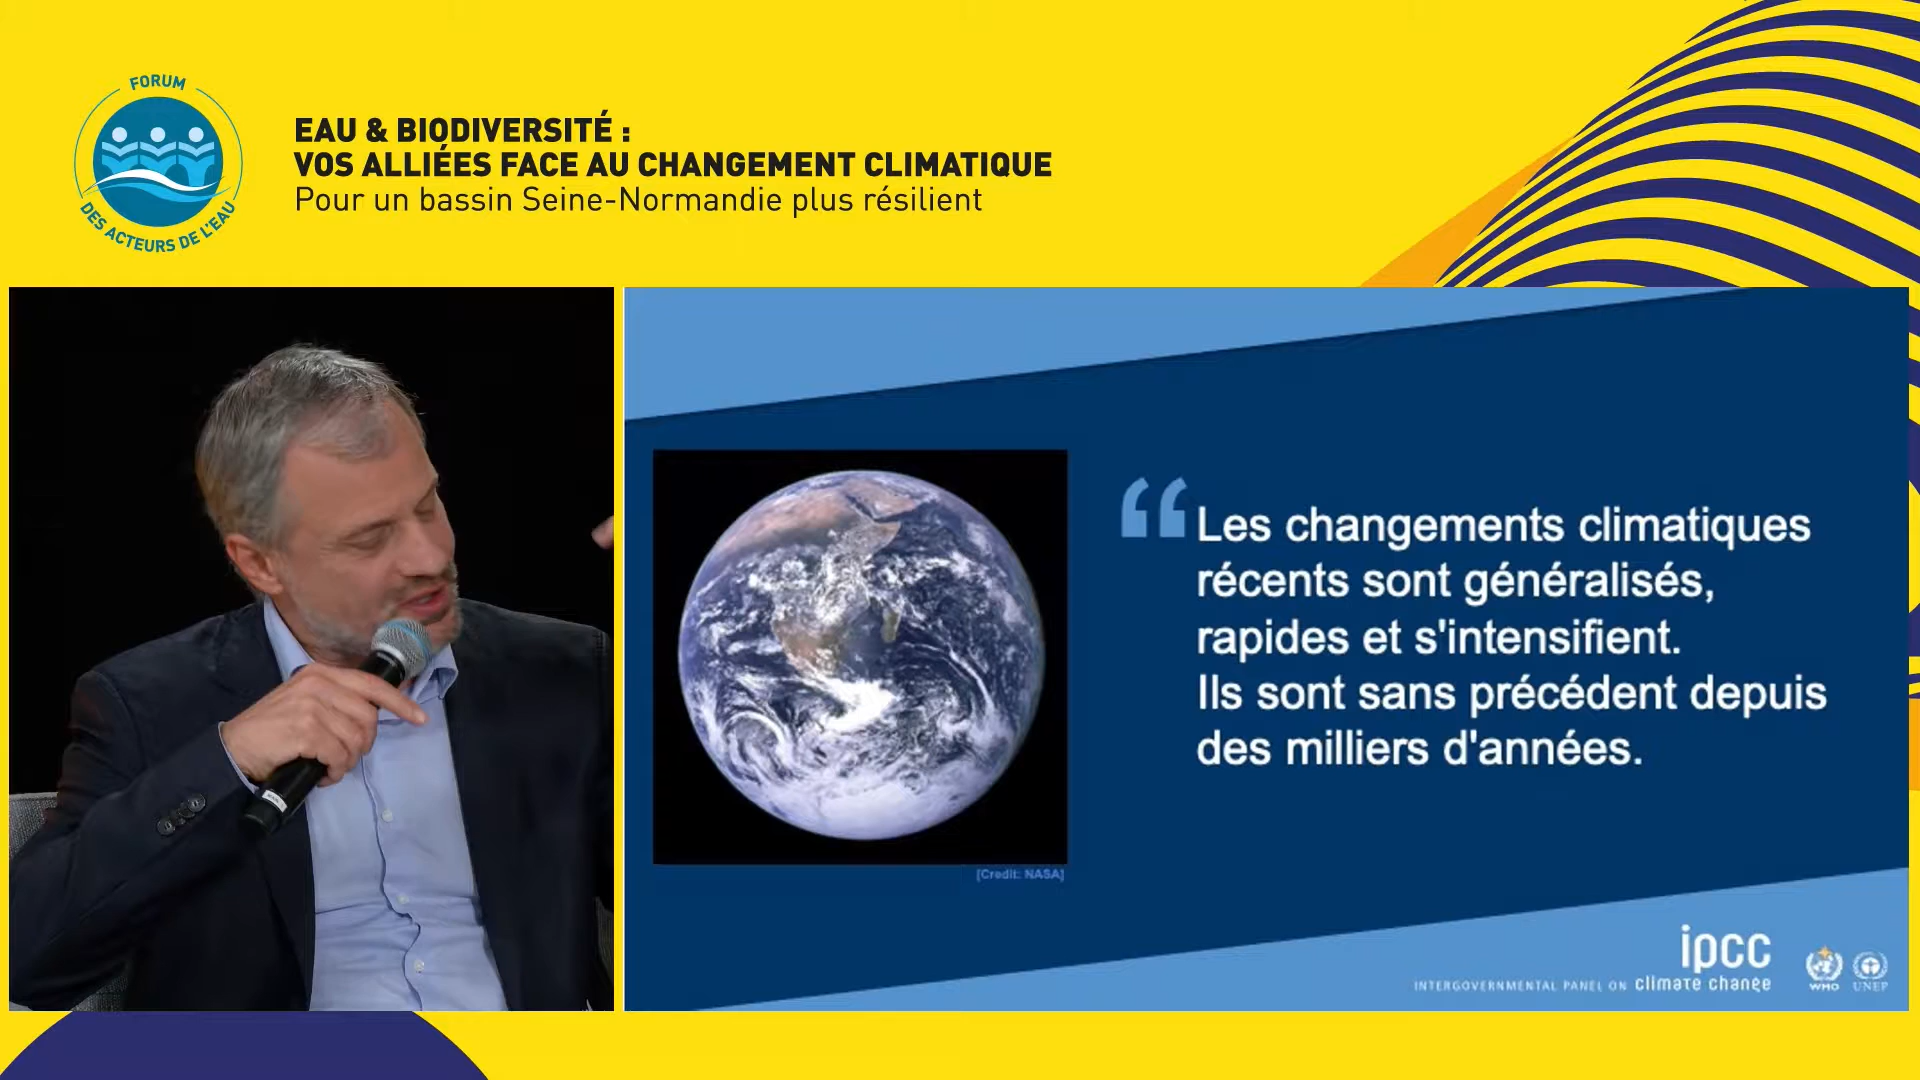 FORUM
DES ACTEURS DE L'EAU
EAU & BIODIVERSITÉ :
VOS ALLIÉES FACE AU CHANGEMENT CLIMATIQUE
Pour un bassin Seine-Normandie plus résilient
“Les changements climatiques
récents sont généralisés,
rapides et s'intensifient.
Ils sont sans précédent depuis
des milliers d'années.
[Credit: NASA]
ipcc
INTERGOVERNMENTAL PANEL ON climate change
WMO
UNEP